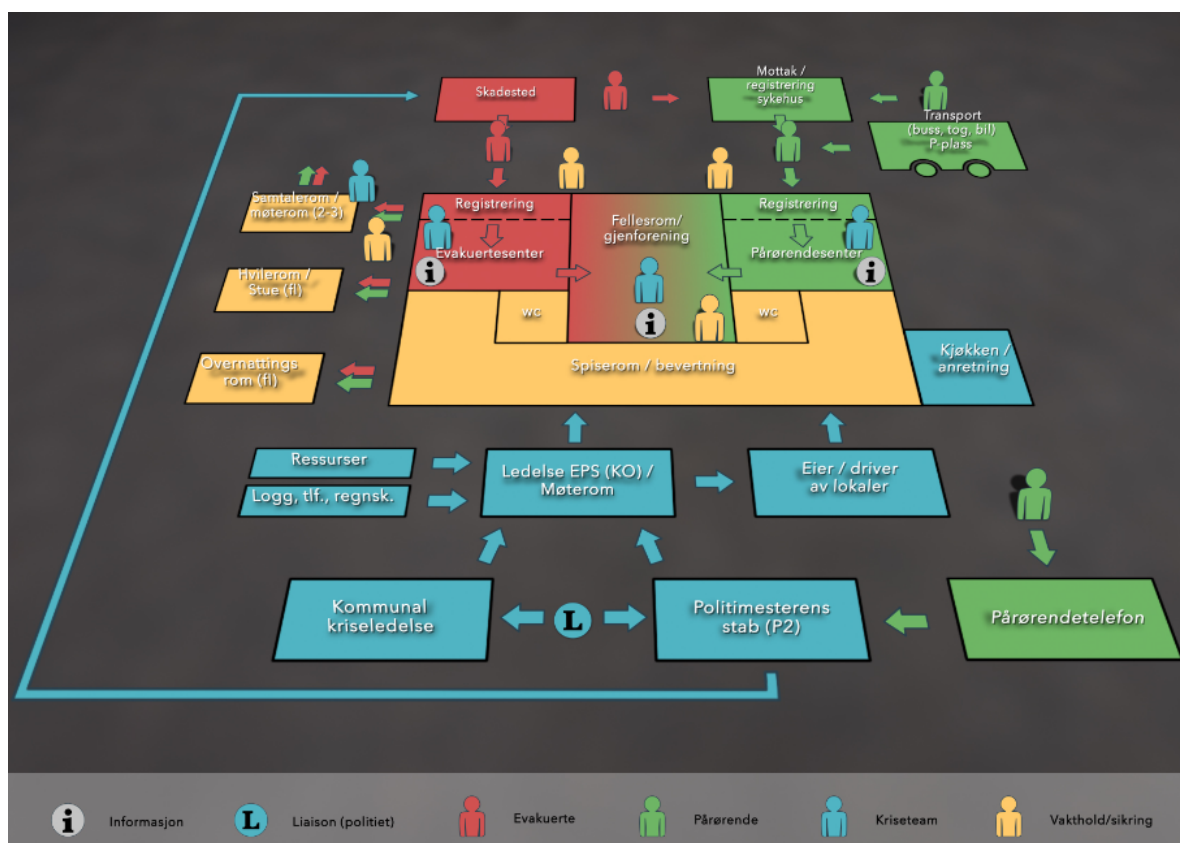 Skadested
Mottak /
registrering
sykehus
Transport
(buss, tog, bil)
P-plass
Samtalerom /
møterom (2-3)
Registrering
Evakuertesenter
Fellesrom/
gjenforening
Registrering
Pårørendesenter
i
i
i
Hvilerom /
Stue (fl)
wc
wc
Overnattings
rom (fl)
Spiserom / bevertning
Kjøkken /
anretning
Ressurser
Logg, tlf., regnsk.
Ledelse EPS (KO) /
Møterom
Eier / driver
av lokaler
Kommunal
kriseledelse
L
Politimesterens
stab (P2)
Pårørendetelefon
i Informasjon
L Liaison (politiet)
Evakuerte
Pårørende
Kriseteam
Vakthold/sikring